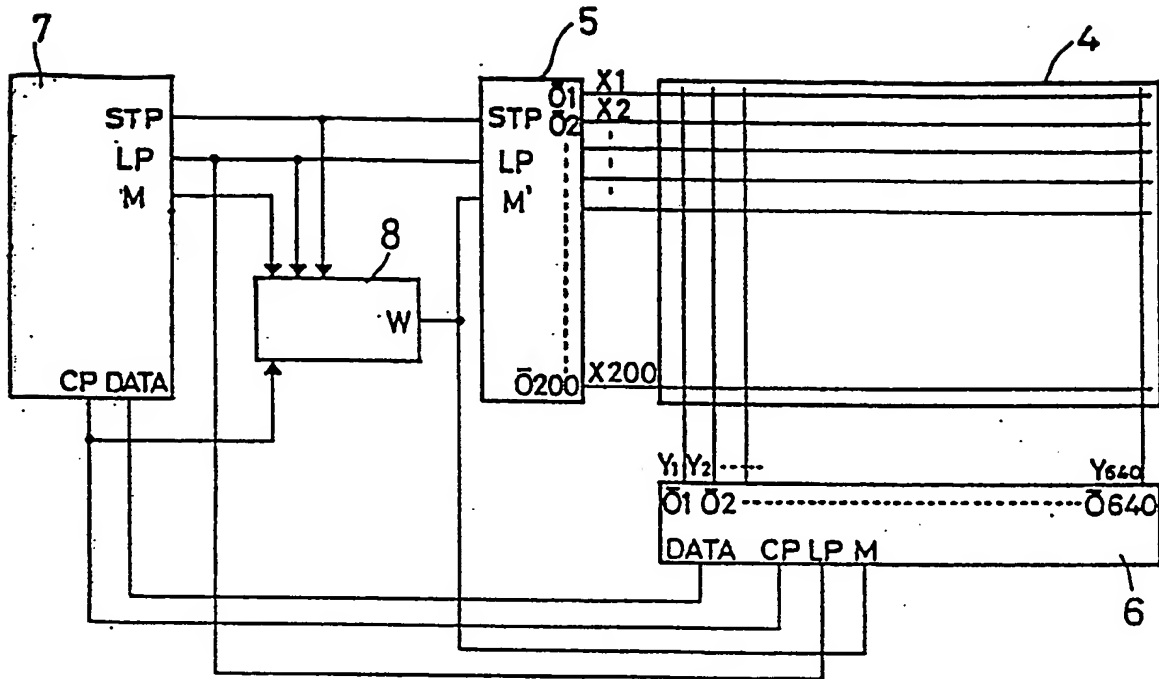 7
STP
LP
M
CP DATA
8
W
5
STP
LP
M'
Ō1
Ō2
Ō200
X1
X2
X200
4
Y1 Y2
Y640
Ō1 Ō2 Ō640
DATA CP LP M
6